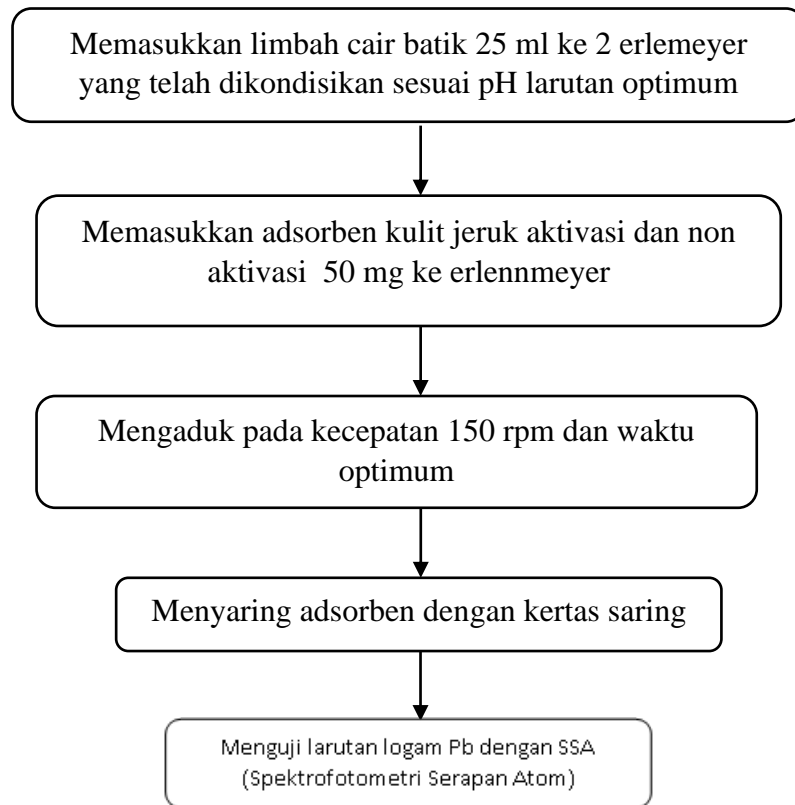 Memasukkan limbah cair batik 25 ml ke 2 erlemeyer
yang telah dikondisikan sesuai pH larutan optimum
Memasukkan adsorben kulit jeruk aktivasi dan non
aktivasi 50 mg ke erlennmeyer
Mengaduk pada kecepatan 150 rpm dan waktu
optimum
Menyaring adsorben dengan kertas saring
Menguji larutan logam Pb dengan SSA
(Spektrofotometri Serapan Atom)